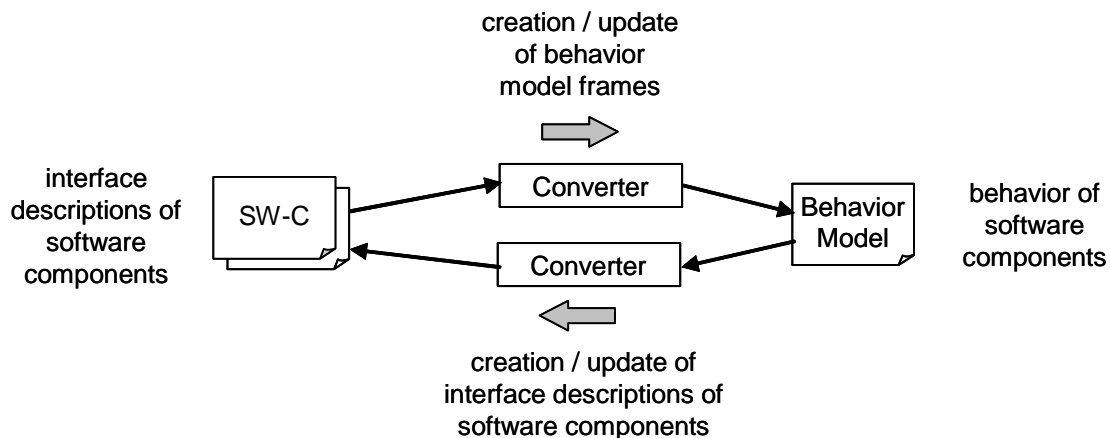 creation / update
of behavior
model frames
interface
descriptions of
software
components
SW-C
Converter
Converter
Behavior
Model
behavior of
software
components
creation / update of
interface descriptions of
software components